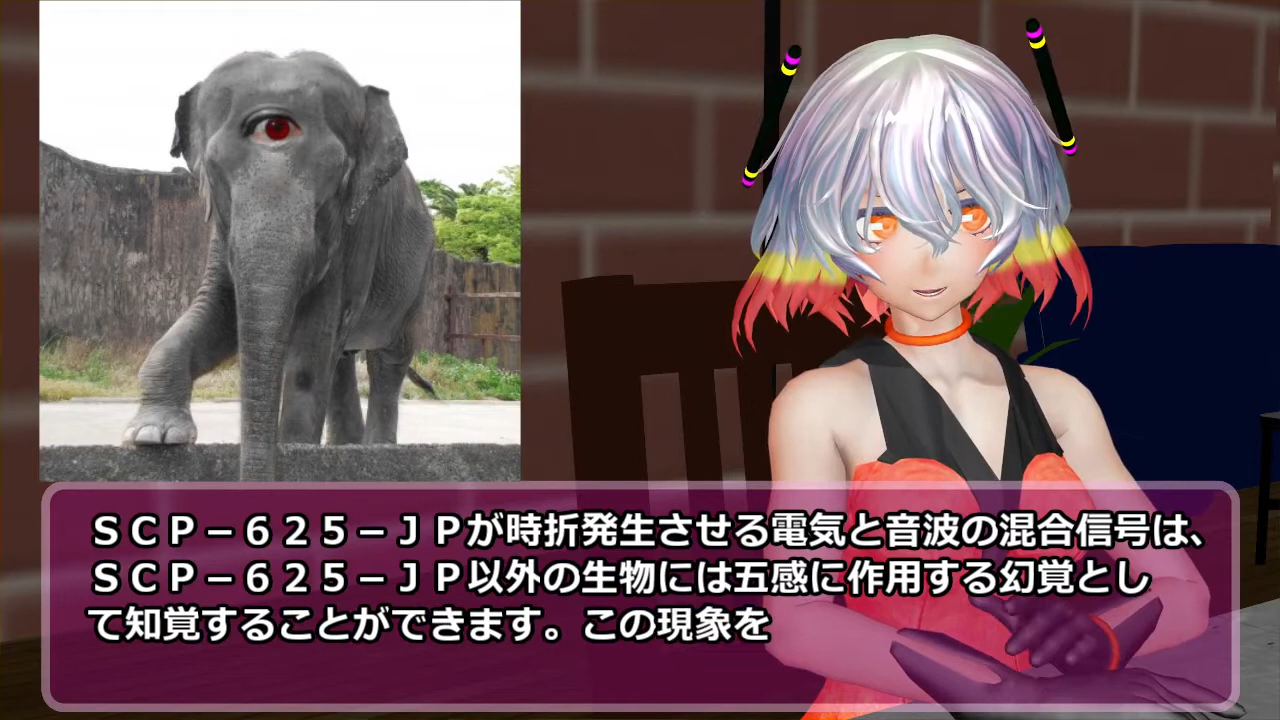 ＳＣＰ－６２５－ＪＰが時折発生させる電気と音波の混合信号は、
ＳＣＰ－６２５－ＪＰ以外の生物には五感に作用する幻覚とし
て知覚することができます。この現象を